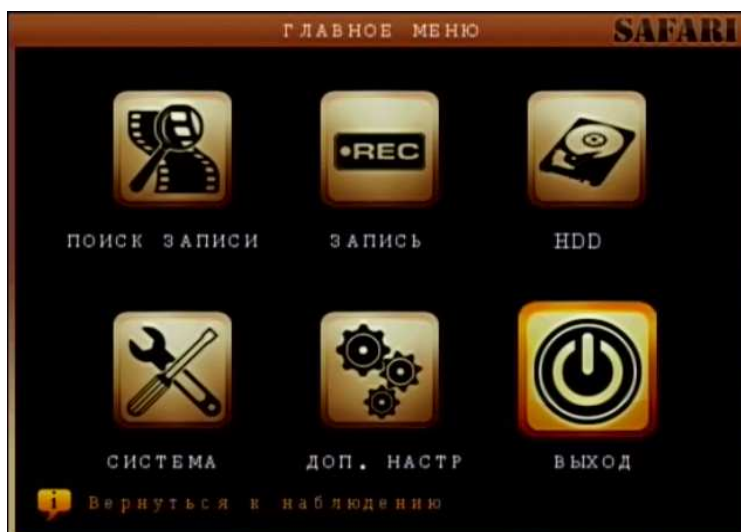 ГЛАВНОЕ МЕНЮ
SAFARI
•REC
ПОИСК ЗАПИСИ
ЗАПИСЬ
HDD
СИСТЕМА
ДОП. НАСТР
ВЫХОД
i Вернуться к наблюдению